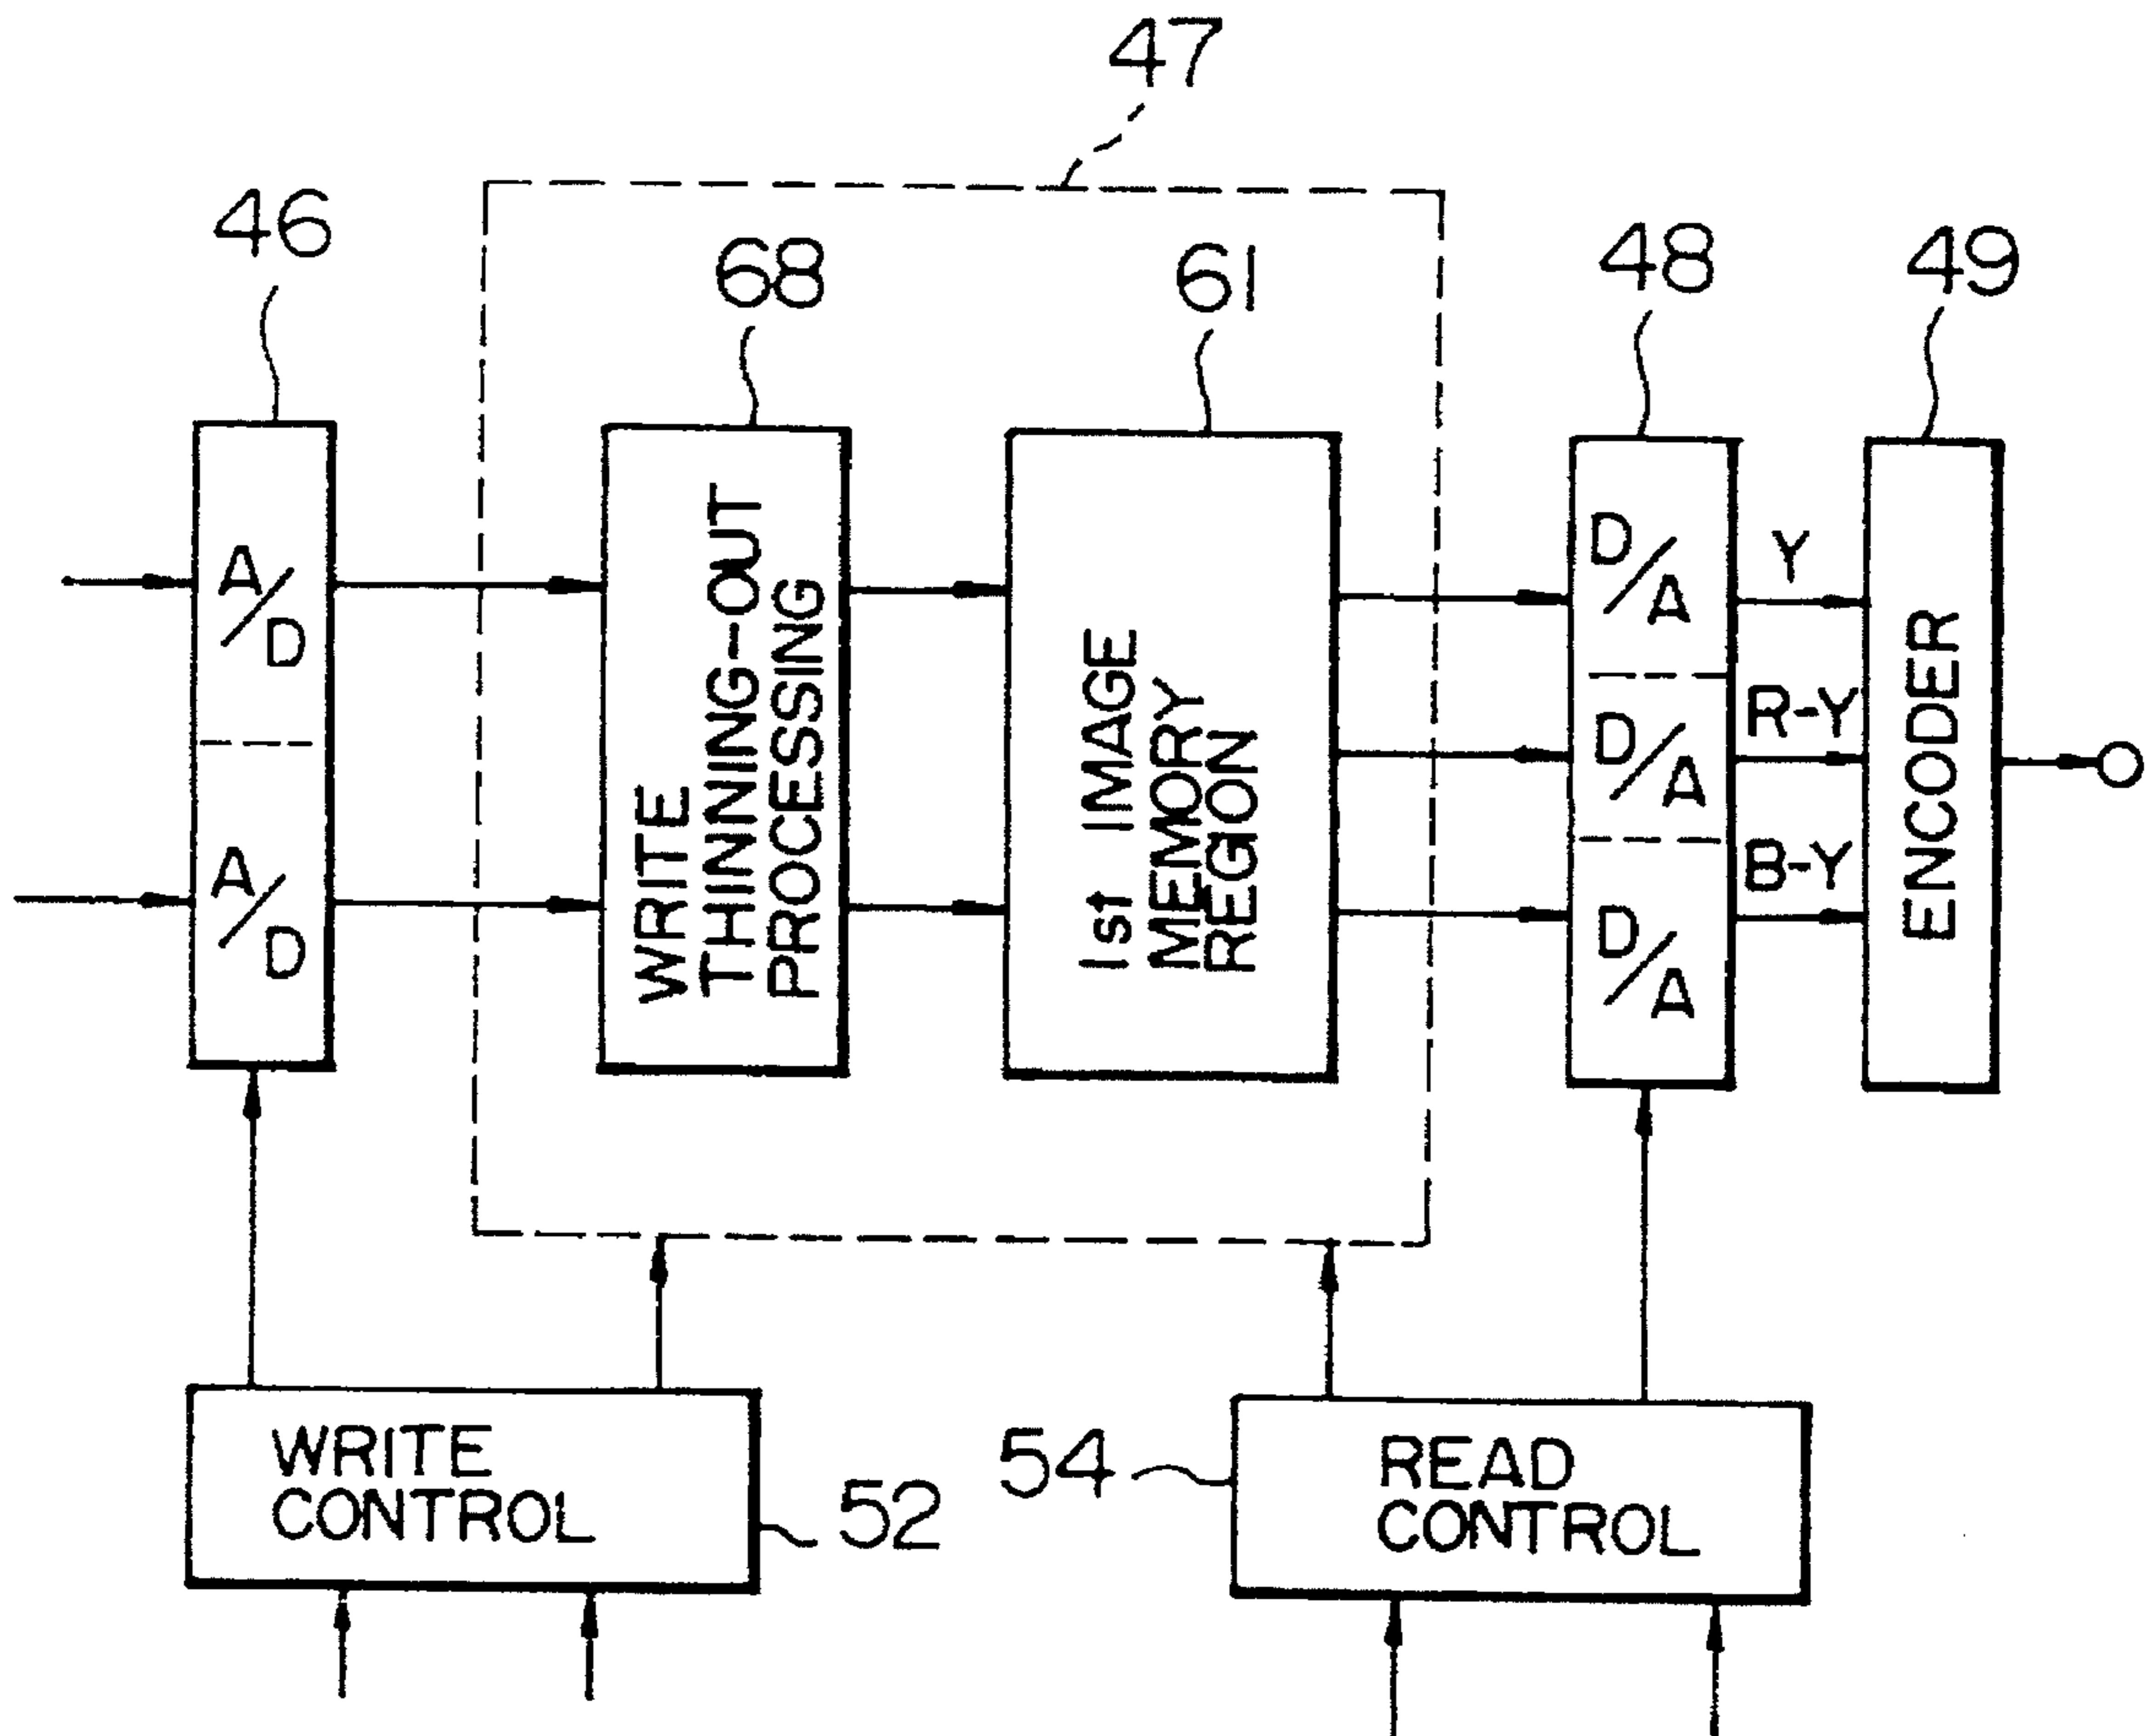 47
46
68
61
48
49
A/D
A/D
WRITE
THINNING-OUT
PROCESSING
1st IMAGE
MEMORY
REGION
D/A
D/A
D/A
Y
R-Y
B-Y
ENCODER
WRITE
CONTROL
52
54
READ
CONTROL